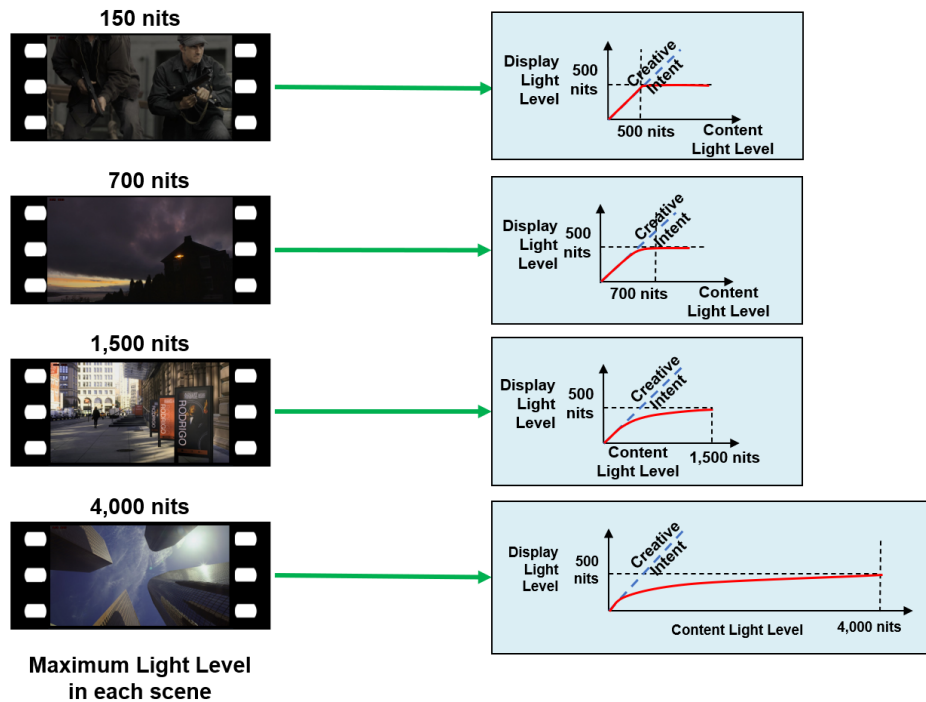 150 nits
Display
Light
Level
500
nits
Creative
Intent
500 nits
Content
Light Level
700 nits
Display
Light
Level
500
nits
Creative
Intent
700 nits
Content
Light Level
1,500 nits
RODRIGO
RODRIGO
Display
Light
Level
500
nits
Creative
Intent
Content
Light Level
1,500 nits
4,000 nits
Display
Light
Level
500
nits
Creative
Intent
Content Light Level
4,000 nits
Maximum Light Level
in each scene